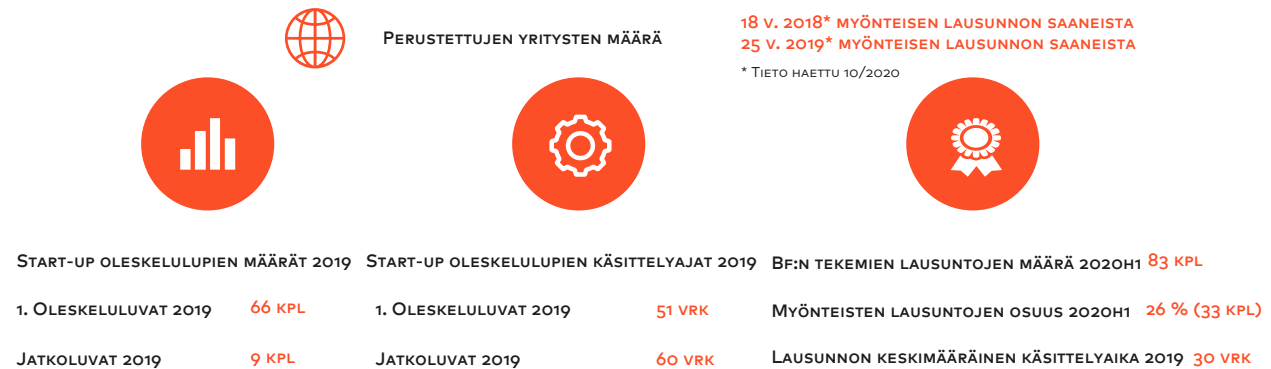 Perustettujen yritysten määrä
18 v. 2018* myönteisen lausunnon saaneista
25 v. 2019* myönteisen lausunnon saaneista
* Tieto haettu 10/2020
Start-up oleskelulupien määrät 2019
1. Oleskeluluvat 2019 66 kpl
Jatkoluvat 2019 9 kpl
Start-up oleskelulupien käsittelyajat 2019
1. Oleskeluluvat 2019 51 vrk
Jatkoluvat 2019 60 vrk
Bf:n tekemien lausuntojen määrä 2020H1 83 kpl
Myönteisten lausuntojen osuus 2020H1 26 % (33 kpl)
Lausunnon keskimääräinen käsittelyaika 2019 30 vrk